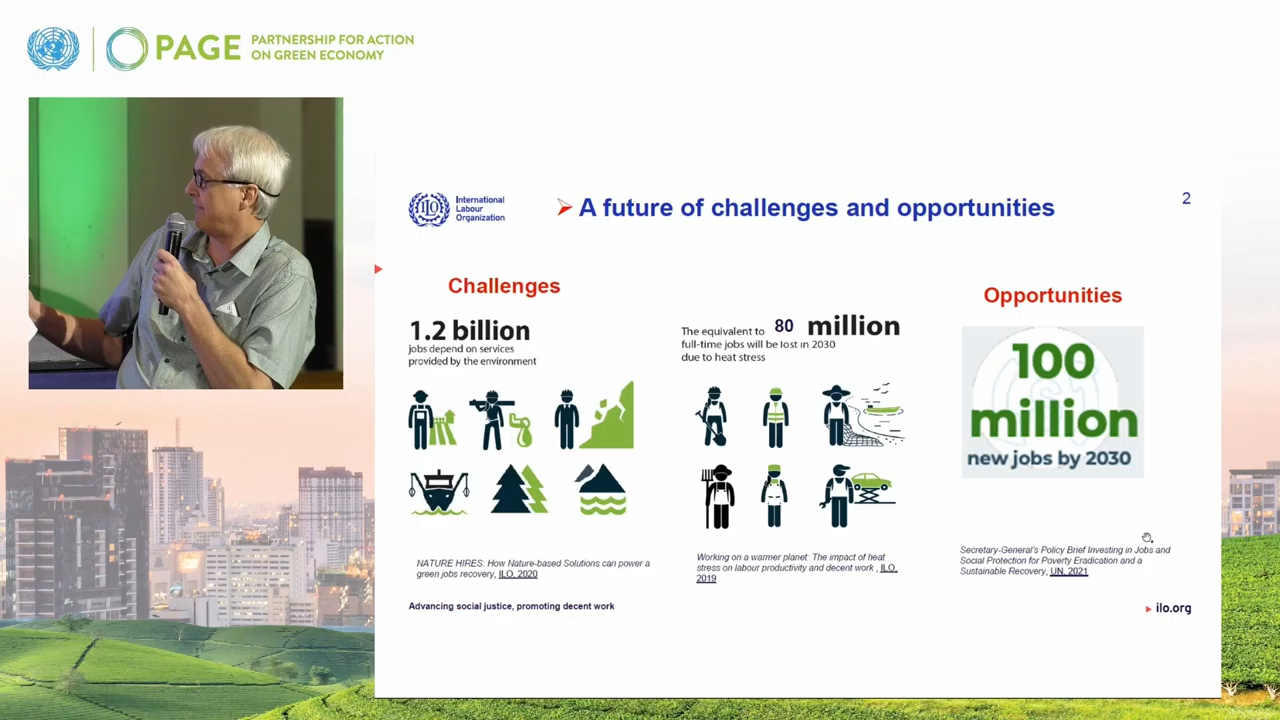 PAGE
PARTNERSHIP FOR ACTION
ON GREEN ECONOMY
ILO
International
Labour
Organization
A future of challenges and opportunities
2
Challenges
1.2 billion
jobs depend on services
provided by the environment
The equivalent to 80 million
full-time jobs will be lost in 2030
due to heat stress
Opportunities
100
million
new jobs by 2030
NATURE HIRES: How Nature-based Solutions can power a
green jobs recovery, ILO, 2020
Working on a warmer planet: The impact of heat
stress on labour productivity and decent work , ILO,
2019
Secretary-General's Policy Brief Investing in Jobs and
Social Protection for Poverty Eradication and a
Sustainable Recovery, UN, 2021
Advancing social justice, promoting decent work
ilo.org